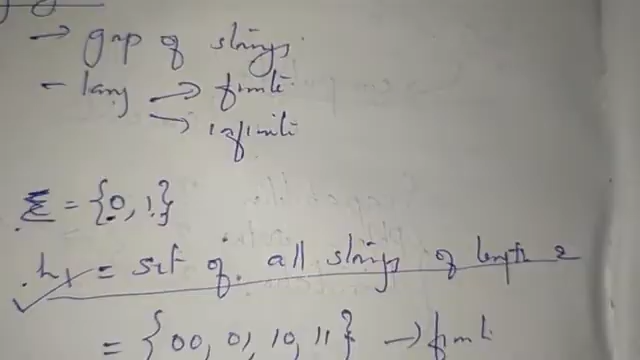 → grp of strings.
- lang → finite
→ infinite
Σ = {0, 1}
L₁ = set of all strings of length 2
= {00, 01, 10, 11} → finite